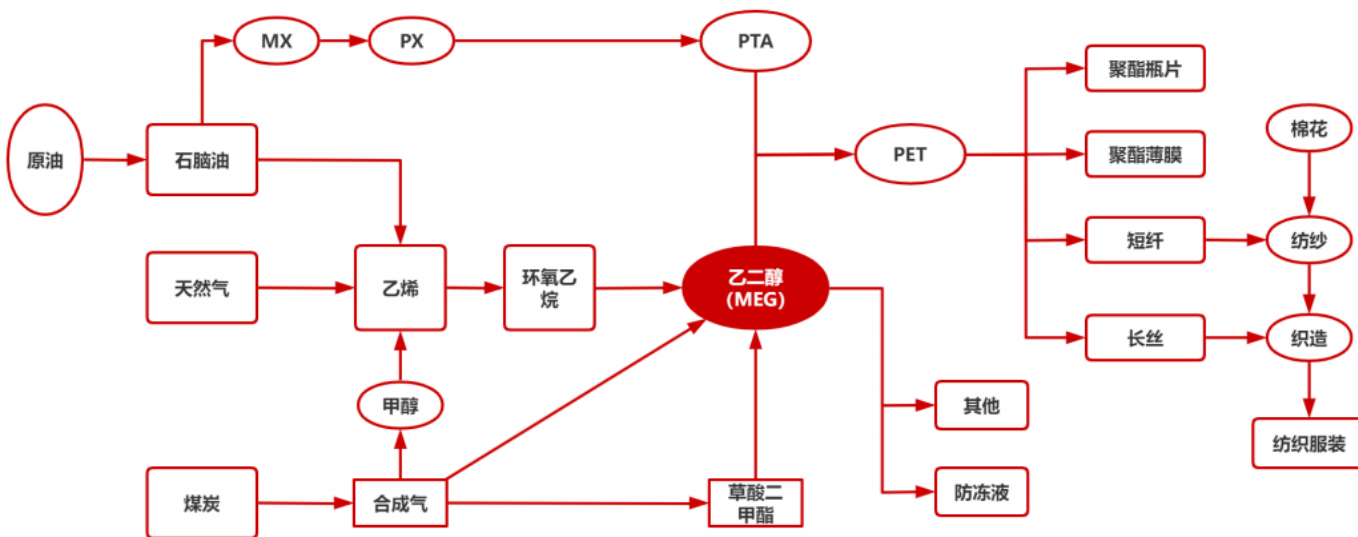 MX
PX
PTA
聚酯瓶片
原油
石脑油
PET
聚酯薄膜
棉花
短纤
纺纱
天然气
乙烯
环氧乙
烷
乙二醇
（MEG）
长丝
织造
甲醇
其他
纺织服装
煤炭
合成气
草酸二
甲酯
防冻液